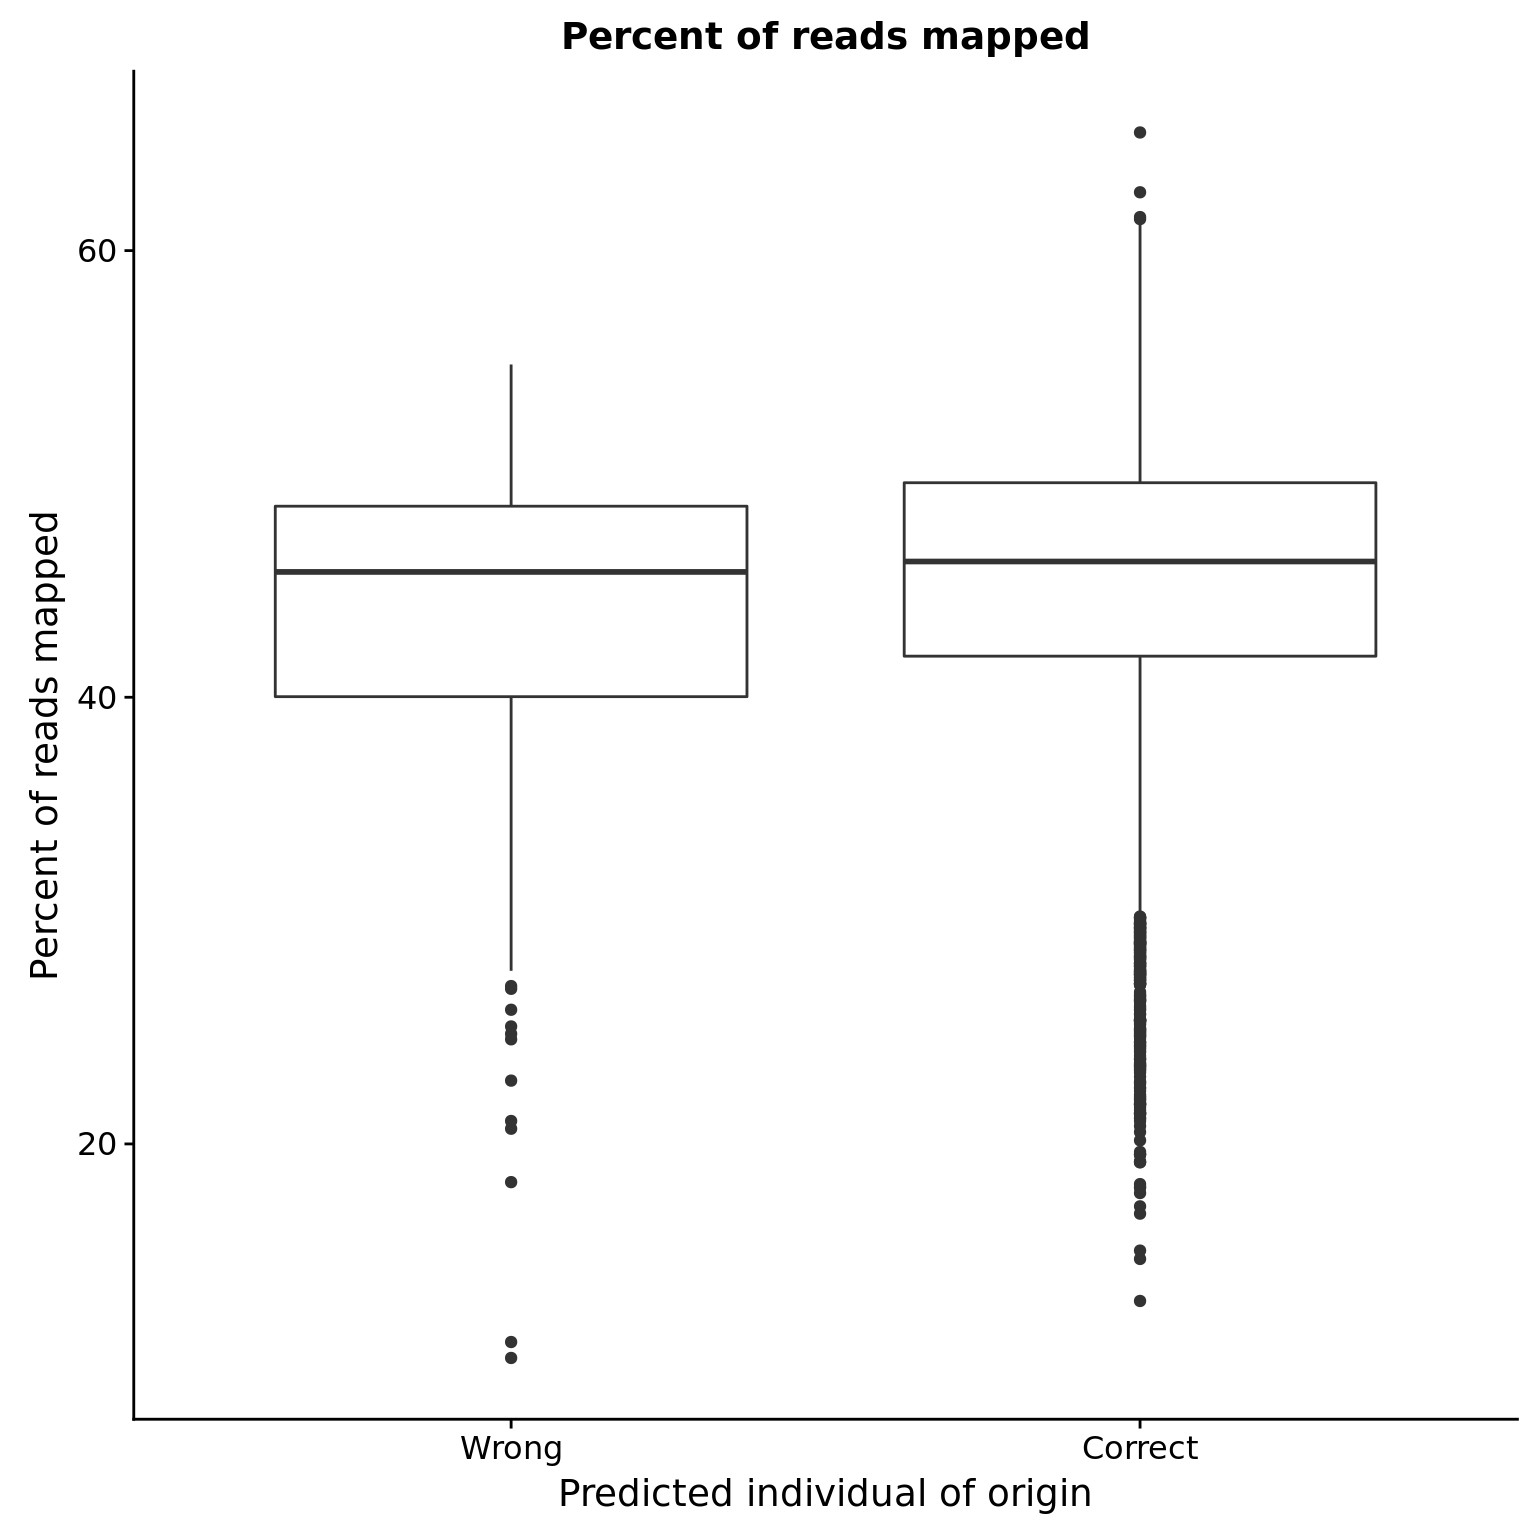 Percent of reads mapped
Percent of reads mapped
60
40
20
Wrong
Correct
Predicted individual of origin